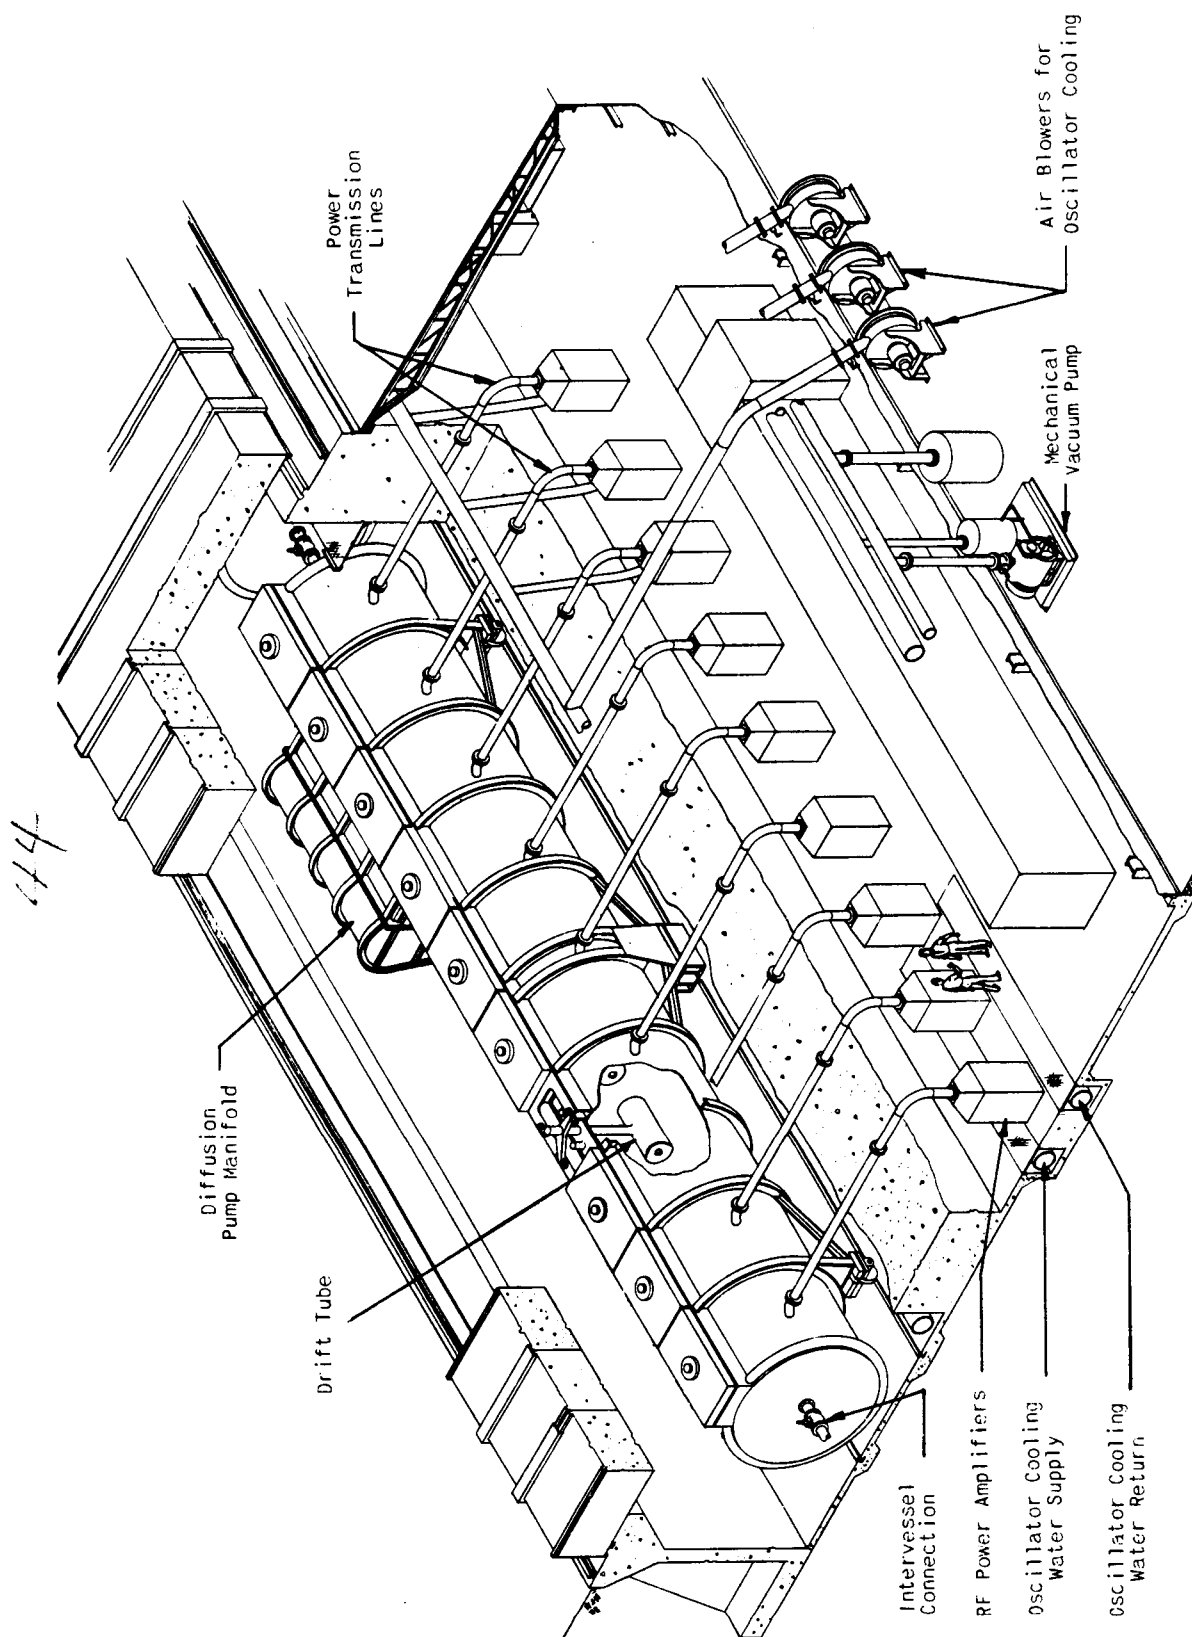 44
Power
Transmission
Lines
Air Blowers for
Oscillator Cooling
Mechanical
Vacuum Pump
Diffusion
Pump Manifold
Drift Tube
Intervessel
Connection
RF Power Amplifiers
Oscillator Cooling
Water Supply
Oscillator Cooling
Water Return